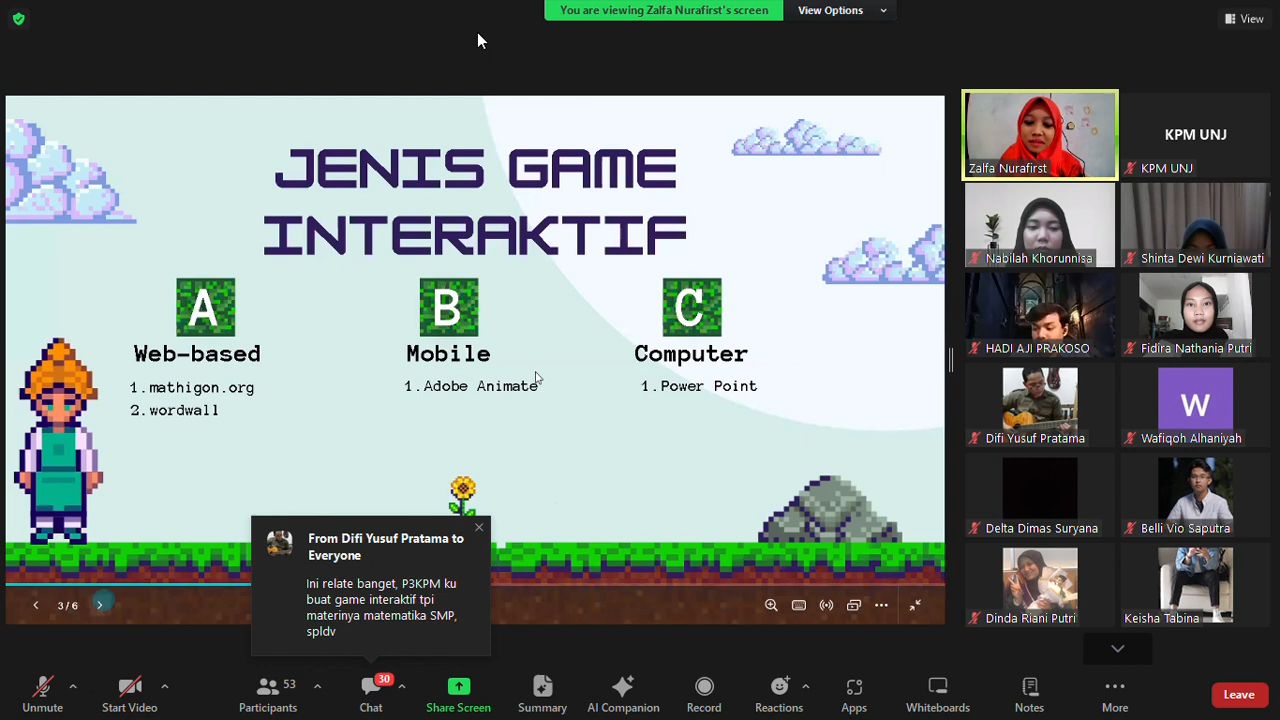 You are viewing Zalfa Nurafirst's screen
View Options
View
JENIS GAME
INTERAKTIF
A
B
C
Web-based
Mobile
Computer
1.mathigon.org
2.wordwall
1.Adobe Animate
1.Power Point
3 / 6
From Difi Yusuf Pratama to
Everyone
Ini relate banget, P3KPM ku
buat game interaktif tpi
materinya matematika SMP,
spldv
Zalfa Nurafirst
KPM UNJ
KPM UNJ
Nabilah Khorunnisa
Shinta Dewi Kurniawati
HADI AJI PRAKOSO
Fidira Nathania Putri
Difi Yusuf Pratama
W
Wafiqoh Alhaniyah
Delta Dimas Suryana
Belli Vio Saputra
Dinda Riani Putri
Keisha Tabina
Unmute
Start Video
53
Participants
30
Chat
Share Screen
Summary
AI Companion
Record
Reactions
Apps
Whiteboards
Notes
More
Leave